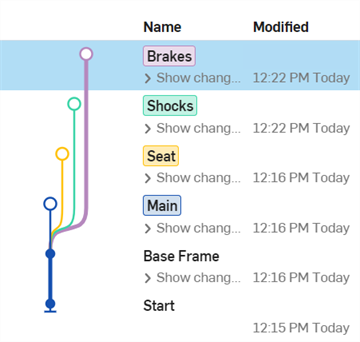 Name Modified
Brakes
Show chang... 12:22 PM Today
Shocks
Show chang... 12:22 PM Today
Seat
Show chang... 12:16 PM Today
Main
Show chang... 12:16 PM Today
Base Frame
Show chang... 12:16 PM Today
Start
12:15 PM Today